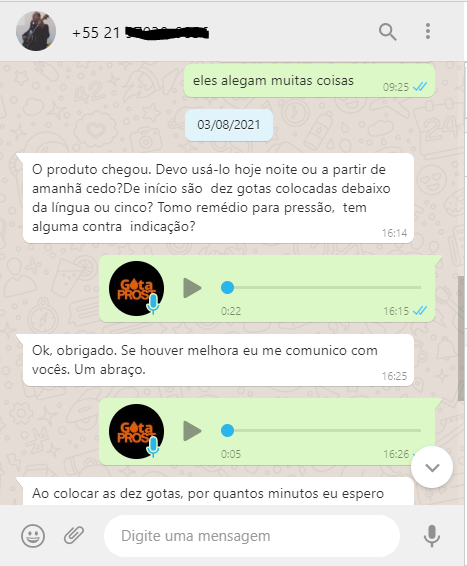 +55 21
eles alegam muitas coisas
09:25
03/08/2021
O produto chegou. Devo usá-lo hoje noite ou a partir de
amanhã cedo?De início são dez gotas colocadas debaixo
da língua ou cinco? Tomo remédio para pressão, tem
alguma contra indicação?
16:14
Gota
PROST
0:22
16:15
Ok, obrigado. Se houver melhora eu me comunico com
vocês. Um abraço.
16:25
Gota
PROST
0:05
16:26
Ao colocar as dez gotas, por quantos minutos eu espero
Digite uma mensagem